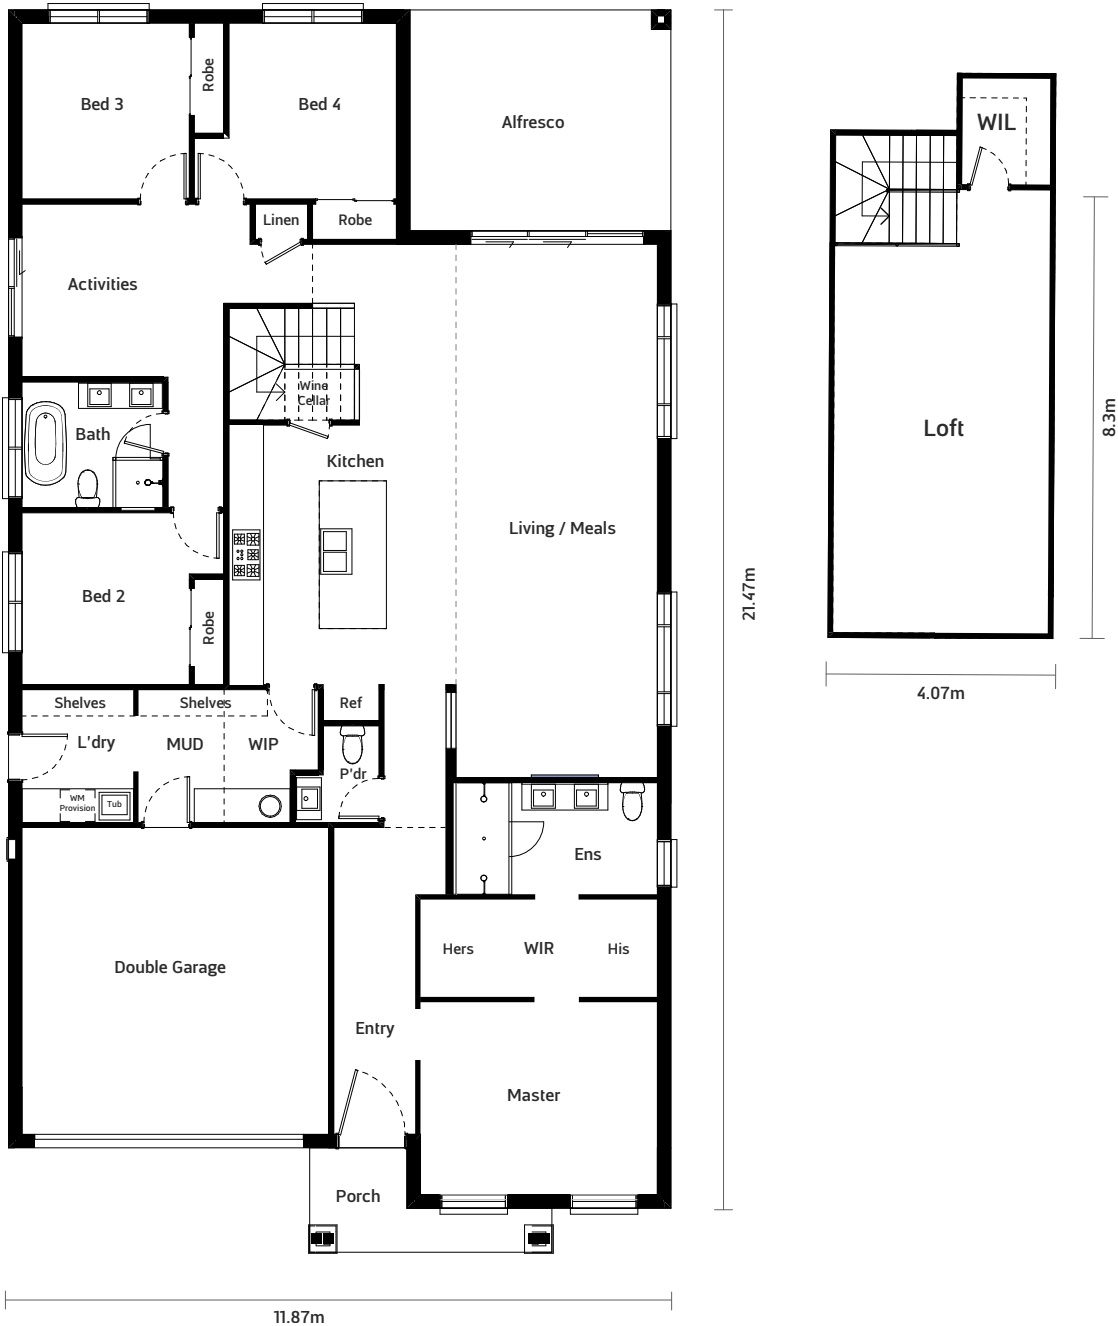 Bed 3
Robe
Bed 4
Alfresco
WIL
Linen
Robe
Activities
Wine
Cellar
Bath
Kitchen
Loft
8.3m
Living / Meals
Bed 2
Robe
21.47m
4.07m
Shelves
Shelves
Ref
L'dry
MUD
WIP
P'dr
WM
Provision
Tub
Ens
Hers
WIR
His
Double Garage
Entry
Master
Porch
11.87m